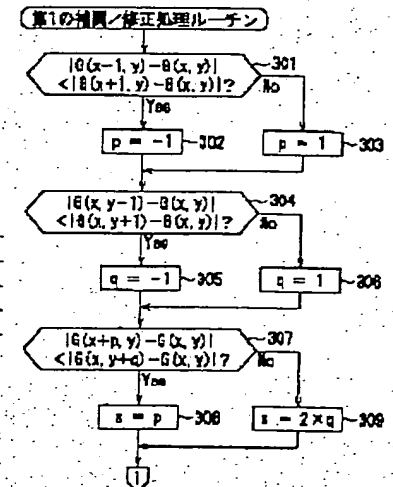 第1の補間／修正処理ルーチン
|G(x-1, y)-G(x, y)|
<|G(x+1, y)-G(x, y)|?
301
Yes
No
p = -1
302
p = 1
303
|G(x, y-1)-G(x, y)|
<|G(x, y+1)-G(x, y)|?
304
Yes
No
q = -1
305
q = 1
306
|G(x+p, y)-G(x, y)|
<|G(x, y+q)-G(x, y)|?
307
Yes
No
s = p
308
s = 2×q
309
1